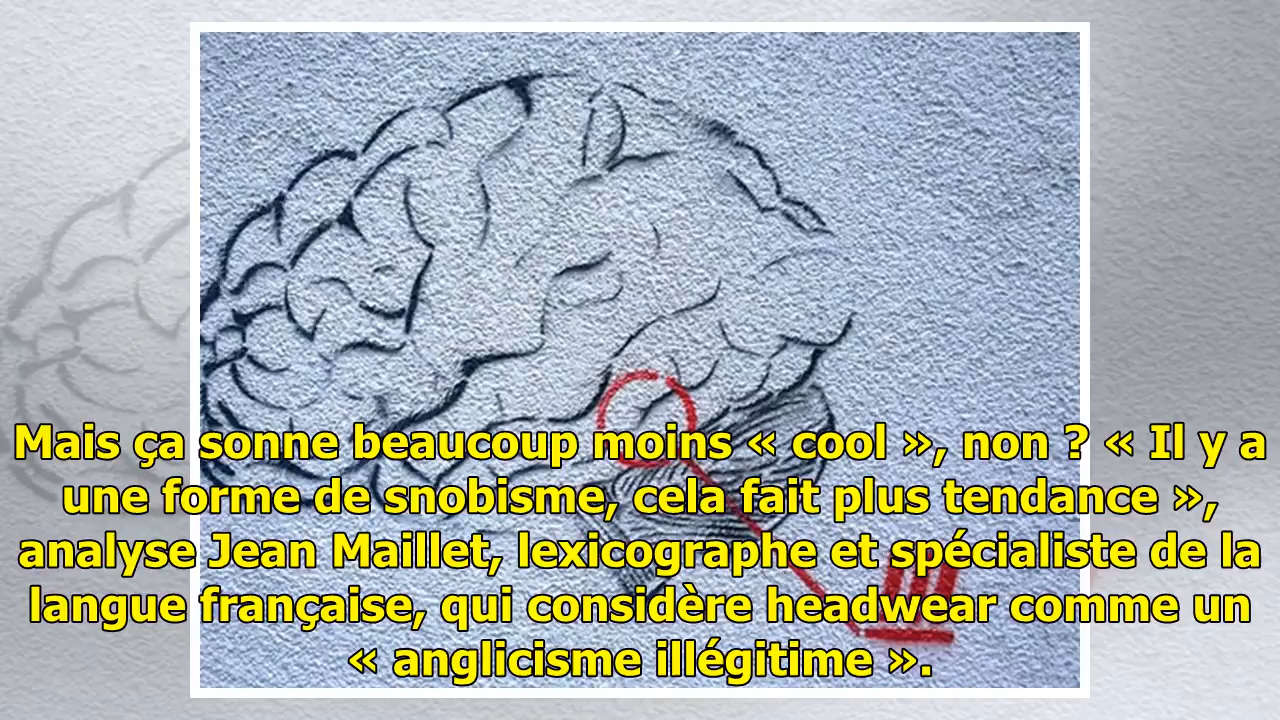 Mais ça sonne beaucoup moins « cool », non ? « Il y a
une forme de snobisme, cela fait plus tendance »,
analyse Jean Maillet, lexicographe et spécialiste de la
langue française, qui considère headwear comme un
« anglicisme illégitime ».